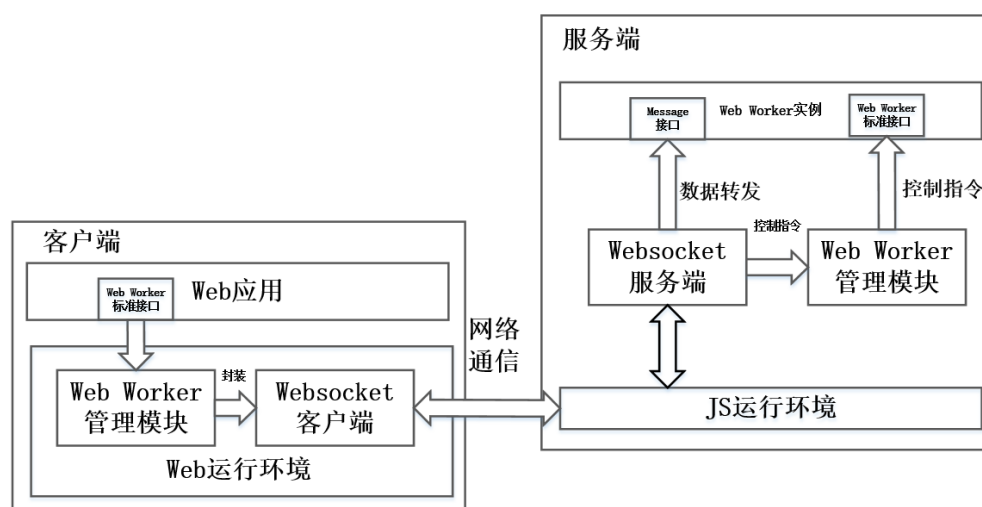 服务端
Message
接口
Web Worker实例
Web Worker
标准接口
数据转发
控制指令
Websocket
服务端
控制指令
Web Worker
管理模块
JS运行环境
客户端
Web Worker
标准接口
Web应用
网络
通信
Web Worker
管理模块
封装
Websocket
客户端
Web运行环境